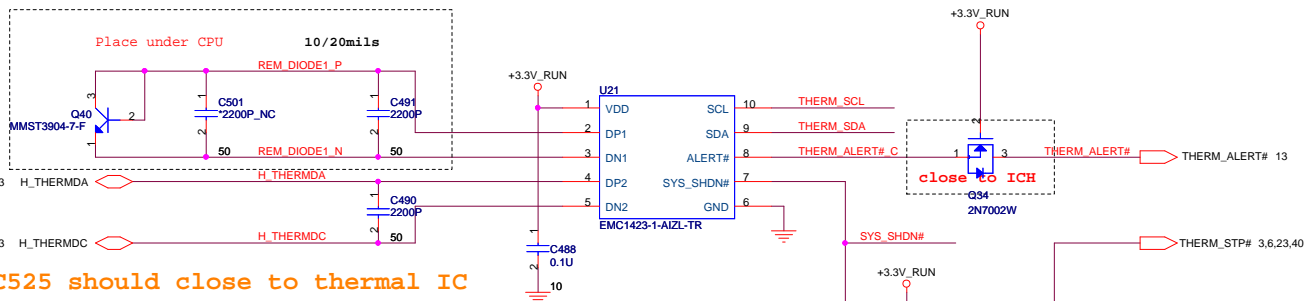 +3.3V_RUN
Place under CPU
10/20mils
REM_DIODE1_P
+3.3V_RUN
3
Q40
MMST3904-7-F
2
1
1
C501
*2200P_NC
2
50
1
C491
2200P
2
50
REM_DIODE1_N
U21
1 VDD
2 DP1
3 DN1
4 DP2
5 DN2
SCL 10
SDA 9
ALERT# 8
SYS_SHDN# 7
GND 6
EMC1423-1-AIZL-TR
THERM_SCL
THERM_SDA
THERM_ALERT#_C
2
1
3
THERM_ALERT#
THERM_ALERT# 13
close to ICH
Q34
2N7002W
3 H_THERMDA
H_THERMDA
1
C490
2200P
2
50
3 H_THERMDC
H_THERMDC
1
C488
0.1U
2
10
SYS_SHDN#
THERM_STP# 3,6,23,40
+3.3V_RUN
C525 should close to thermal IC